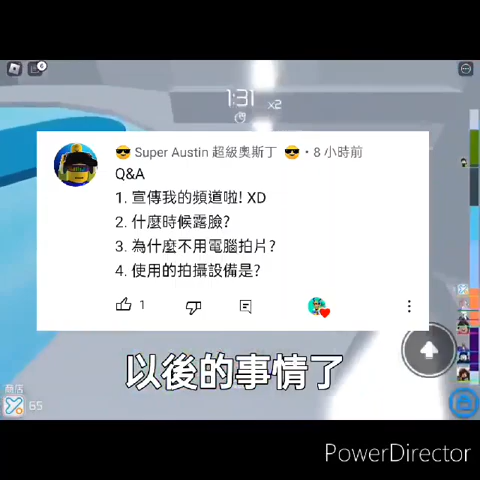 6
1:31 x2
😎 Super Austin 超級奧斯丁 😎 • 8 小時前
Q&A
1. 宣傳我的頻道啦! XD
2. 什麼時候露臉?
3. 為什麼不用電腦拍片?
4. 使用的拍攝設備是?
1
以後的事情了
商店
65
PowerDirector